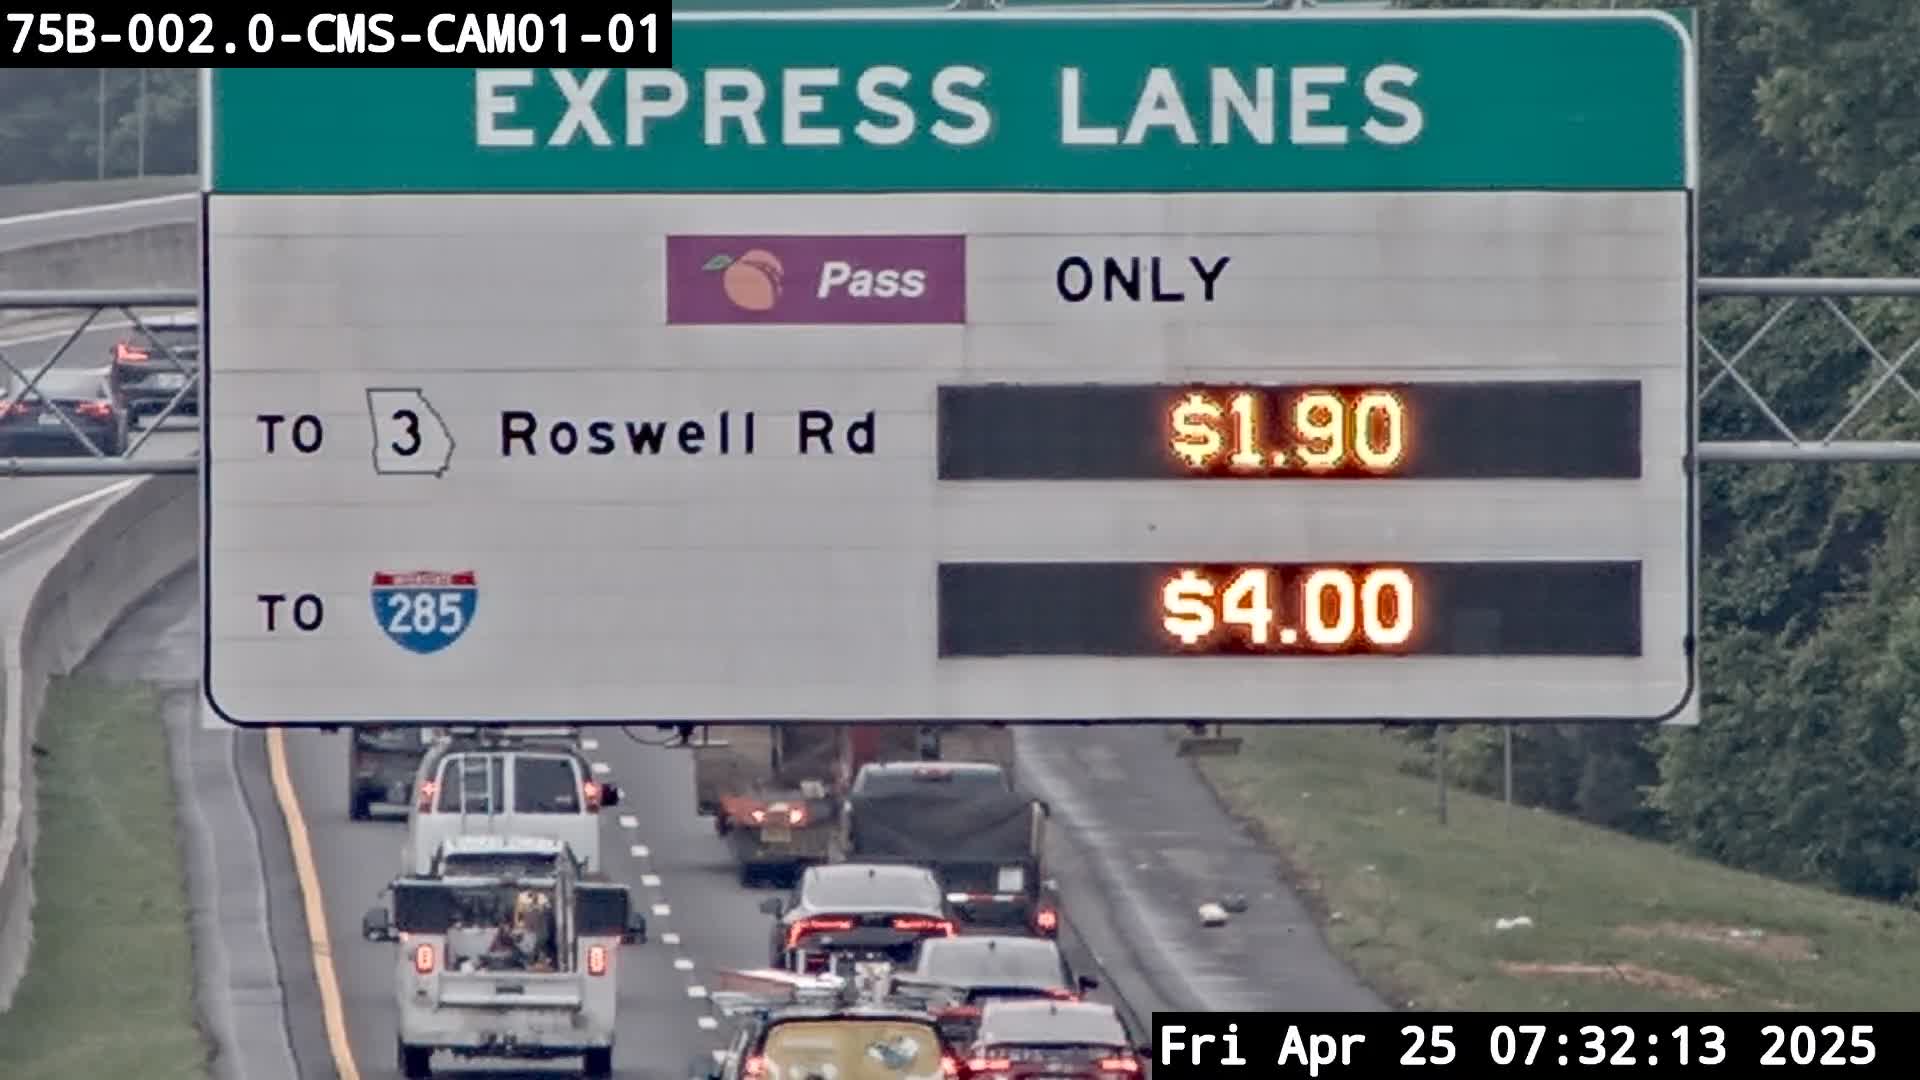 75B-002.0-CMS-CAM01-01
EXPRESS LANES
Pass ONLY
TO 3 Roswell Rd $1.90
TO INTERSTATE 285 $4.00
Fri Apr 25 07:32:13 2025